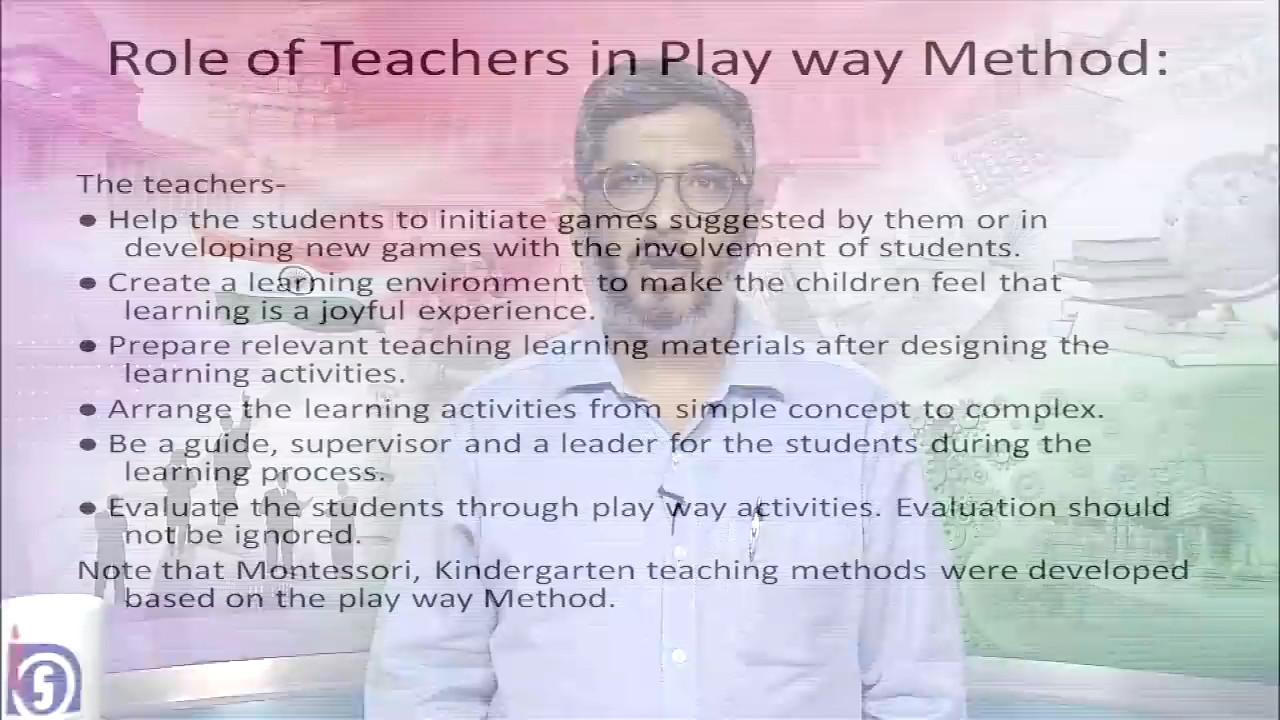 Role of Teachers in Play way Method:
The teachers-
● Help the students to initiate games suggested by them or in
developing new games with the involvement of students.
● Create a learning environment to make the children feel that
learning is a joyful experience.
● Prepare relevant teaching learning materials after designing the
learning activities.
● Arrange the learning activities from simple concept to complex.
● Be a guide, supervisor and a leader for the students during the
learning process.
● Evaluate the students through play way activities. Evaluation should
not be ignored.
Note that Montessori, Kindergarten teaching methods were developed
based on the play way Method.